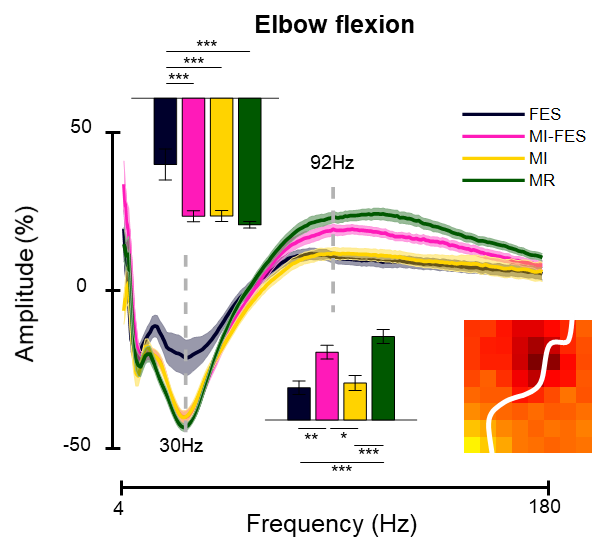 Elbow flexion
***
***
***
50
0
-50
Amplitude (%)
92Hz
30Hz
FES
MI-FES
MI
MR
** *
***
***
4 180
Frequency (Hz)